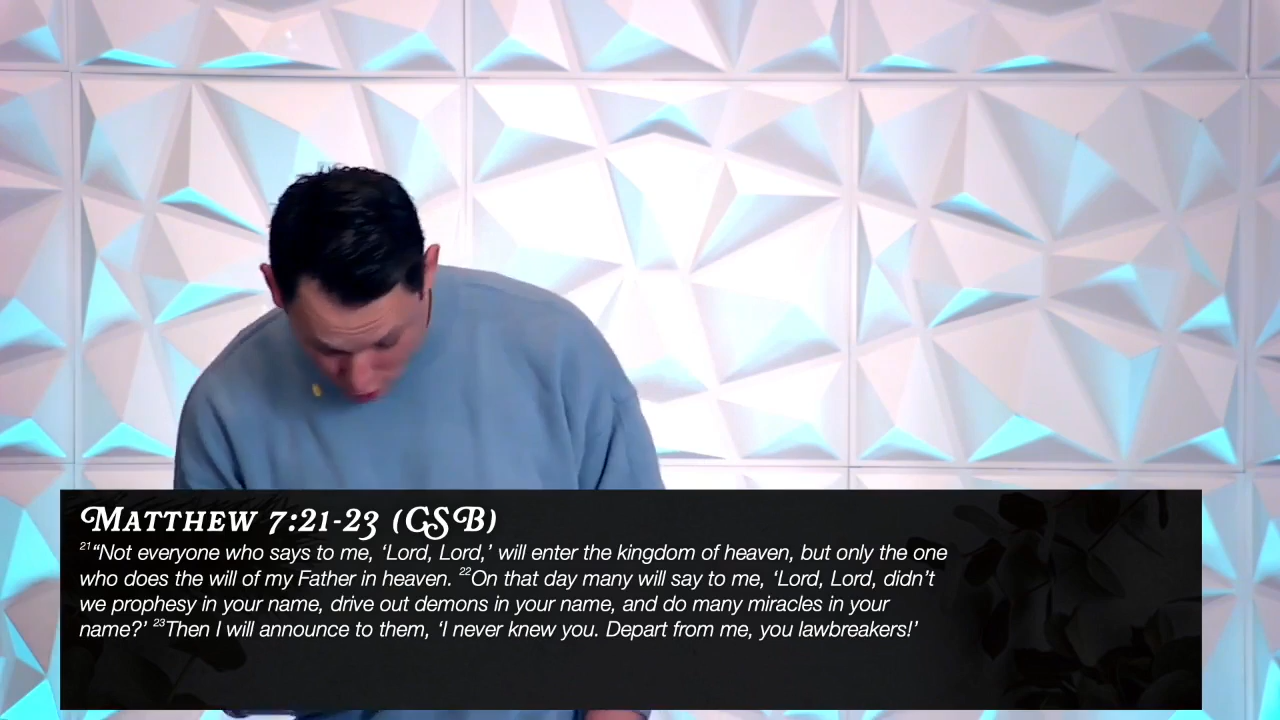 Matthew 7:21-23 (CSB)
²¹“Not everyone who says to me, ‘Lord, Lord,’ will enter the kingdom of heaven, but only the one
who does the will of my Father in heaven. ²²On that day many will say to me, ‘Lord, Lord, didn’t
we prophesy in your name, drive out demons in your name, and do many miracles in your
name?’ ²³Then I will announce to them, ‘I never knew you. Depart from me, you lawbreakers!’